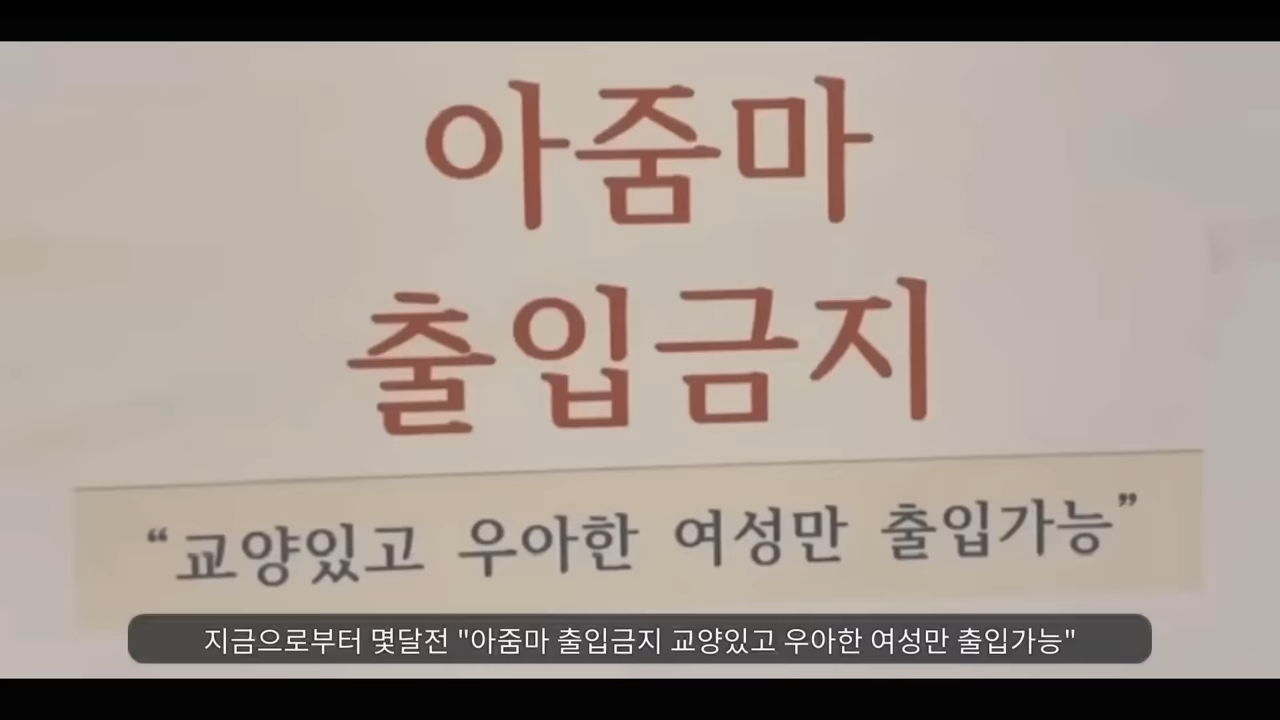 아줌마
출입금지
“교양있고 우아한 여성만 출입가능”
지금으로부터 몇달전 "아줌마 출입금지 교양있고 우아한 여성만 출입가능"